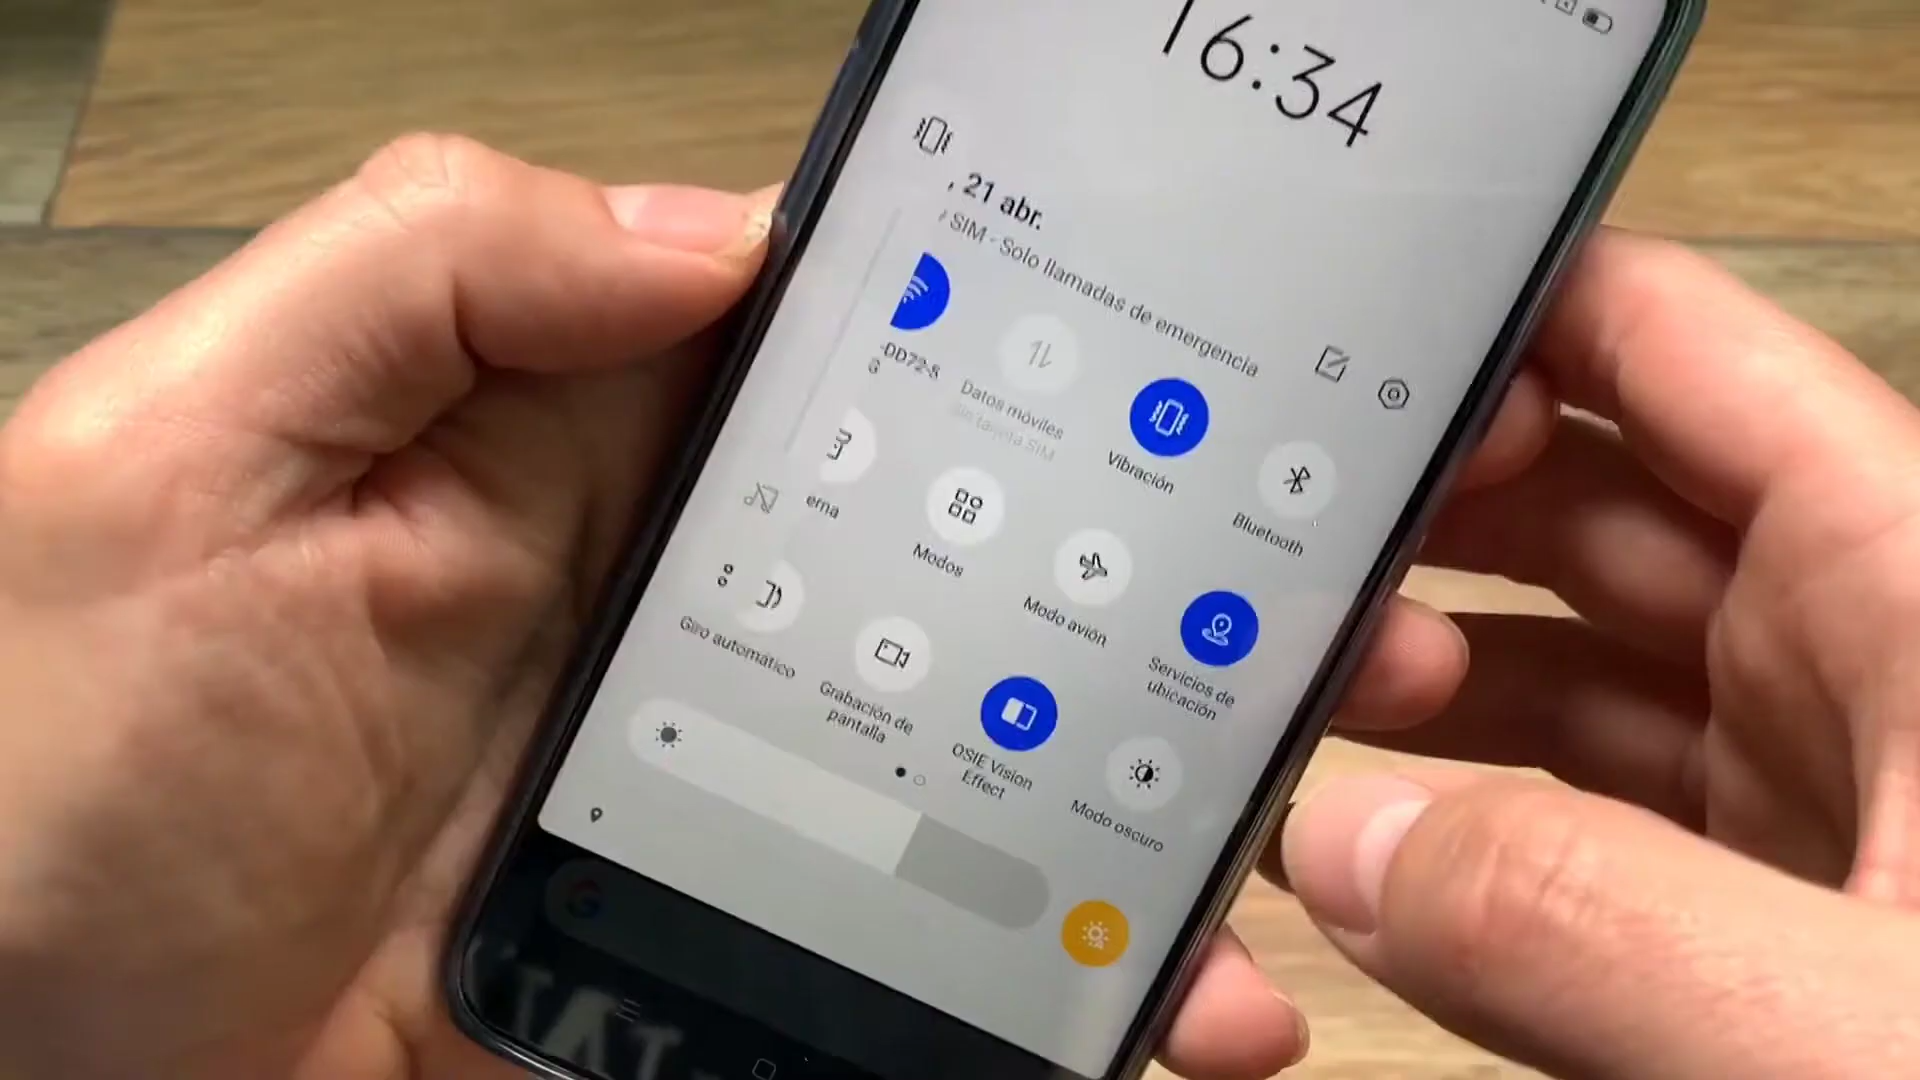 16:34
, 21 abr.
SIM - Solo llamadas de emergencia
-DD72-5
G
Datos móviles
Sin tarjeta SIM
Vibración
Bluetooth
erna
Modos
Modo avión
Servicios de
ubicación
Giro automático
Grabación de
pantalla
OSIE Vision
Effect
Modo oscuro